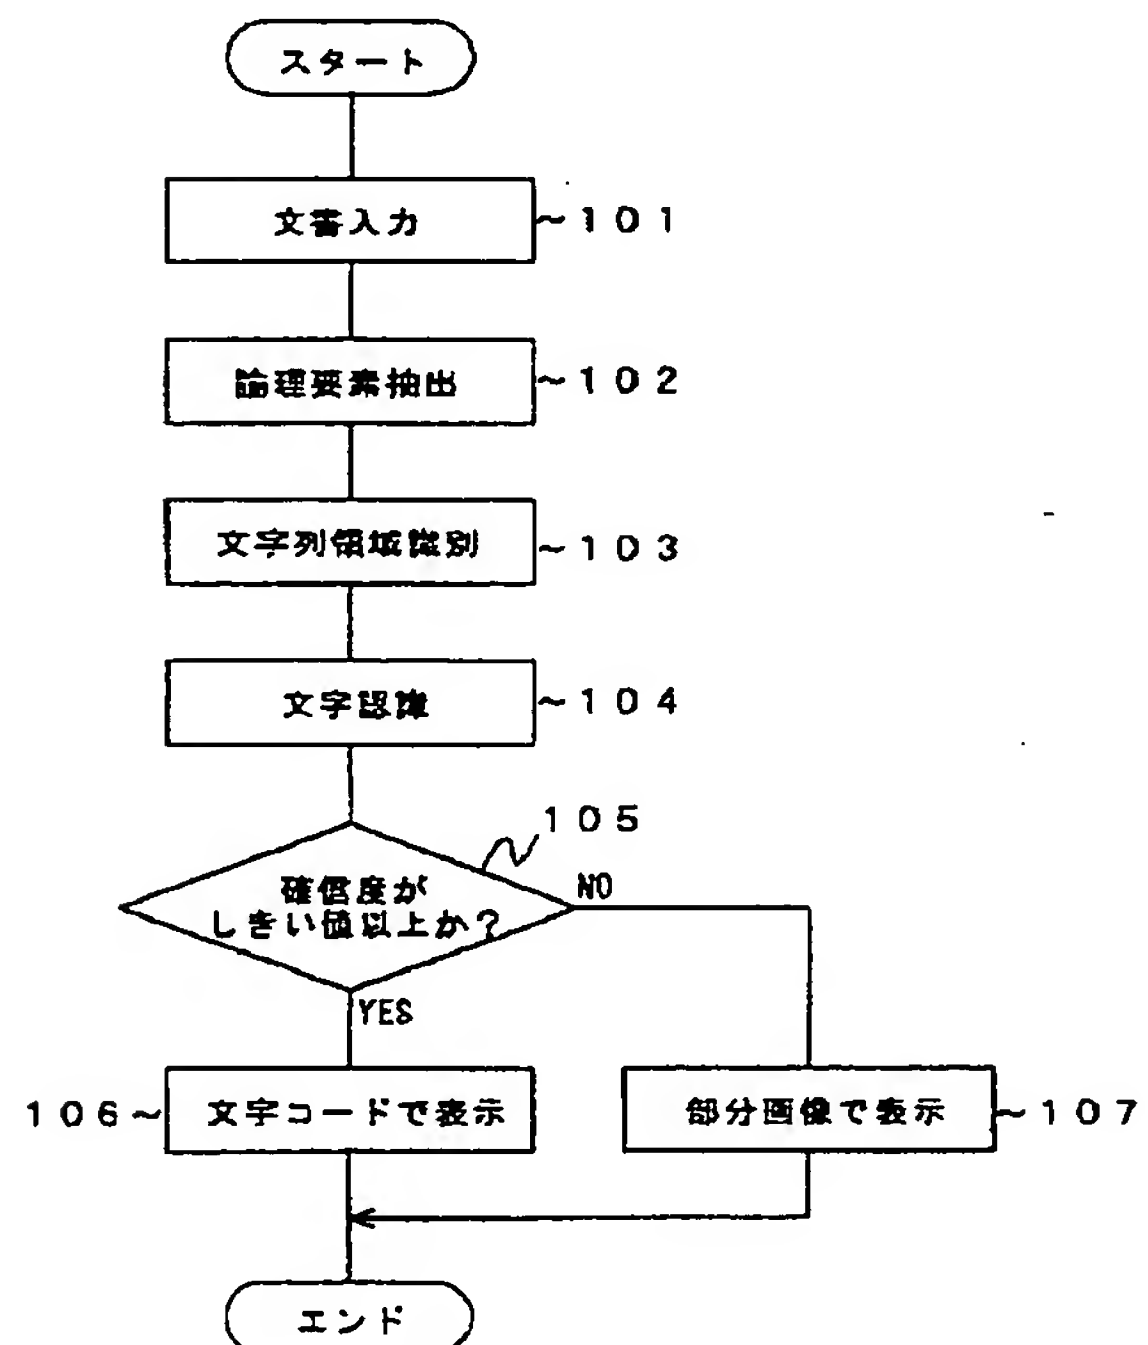 スタート
文書入力 ~101
論理要素抽出 ~102
文字列領域識別 ~103
文字認識 ~104
105
確信度が
しきい値以上か?
NO
YES
106~ 文字コードで表示
部分画像で表示 ~107
エンド